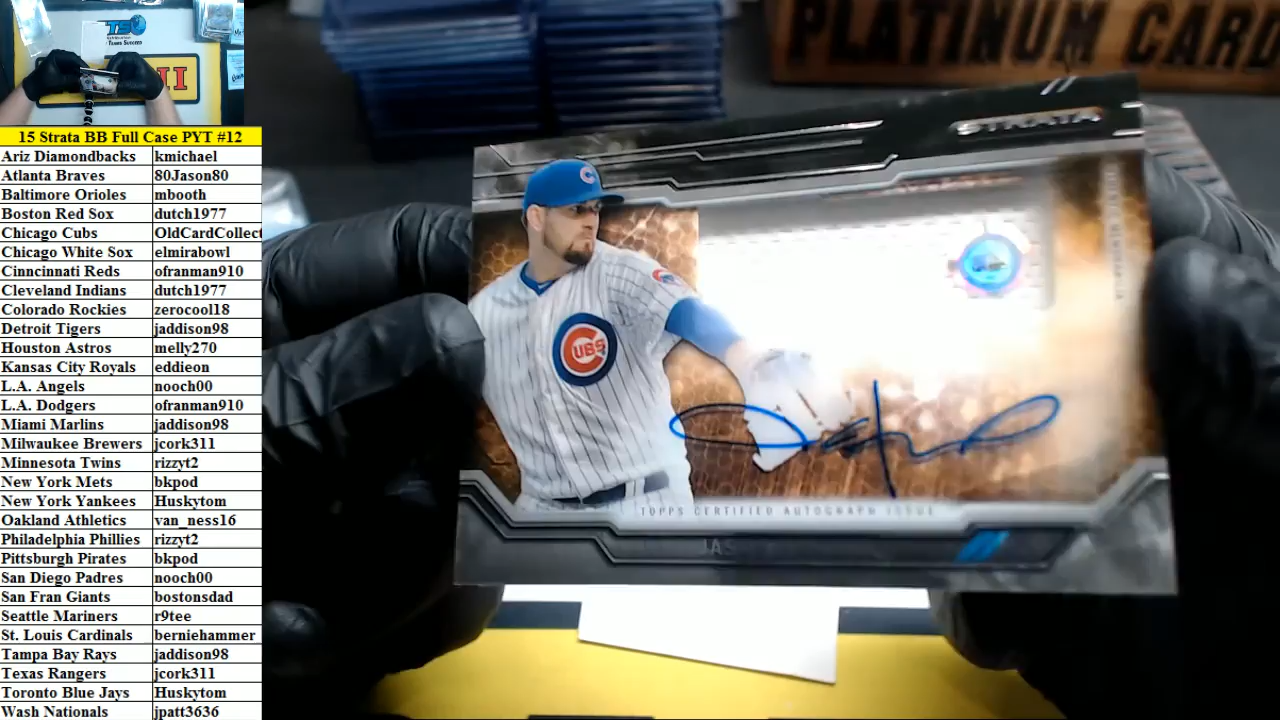 15 Strata BB Full Case PYT #12
Ariz Diamondbacks kmichael
Atlanta Braves 80Jason80
Baltimore Orioles mbooth
Boston Red Sox dutch1977
Chicago Cubs OldCardCollect
Chicago White Sox elmirabowl
Cinncinnati Reds ofranman910
Cleveland Indians dutch1977
Colorado Rockies zerocool18
Detroit Tigers jaddison98
Houston Astros melly270
Kansas City Royals eddieon
L.A. Angels nooch00
L.A. Dodgers ofranman910
Miami Marlins jaddison98
Milwaukee Brewers jcork311
Minnesota Twins rizzyt2
New York Mets bkpod
New York Yankees Huskytom
Oakland Athletics van_ness16
Philadelphia Phillies rizzyt2
Pittsburgh Pirates bkpod
San Diego Padres nooch00
San Fran Giants bostonsdad
Seattle Mariners r9tee
St. Louis Cardinals berniehammer
Tampa Bay Rays jaddison98
Texas Rangers jcork311
Toronto Blue Jays Huskytom
Wash Nationals jpatt3636
PLATINUM CARD
STRATA
C
CUBS
TOPPS CERTIFIED AUTOGRAPH ISSUE
JAS